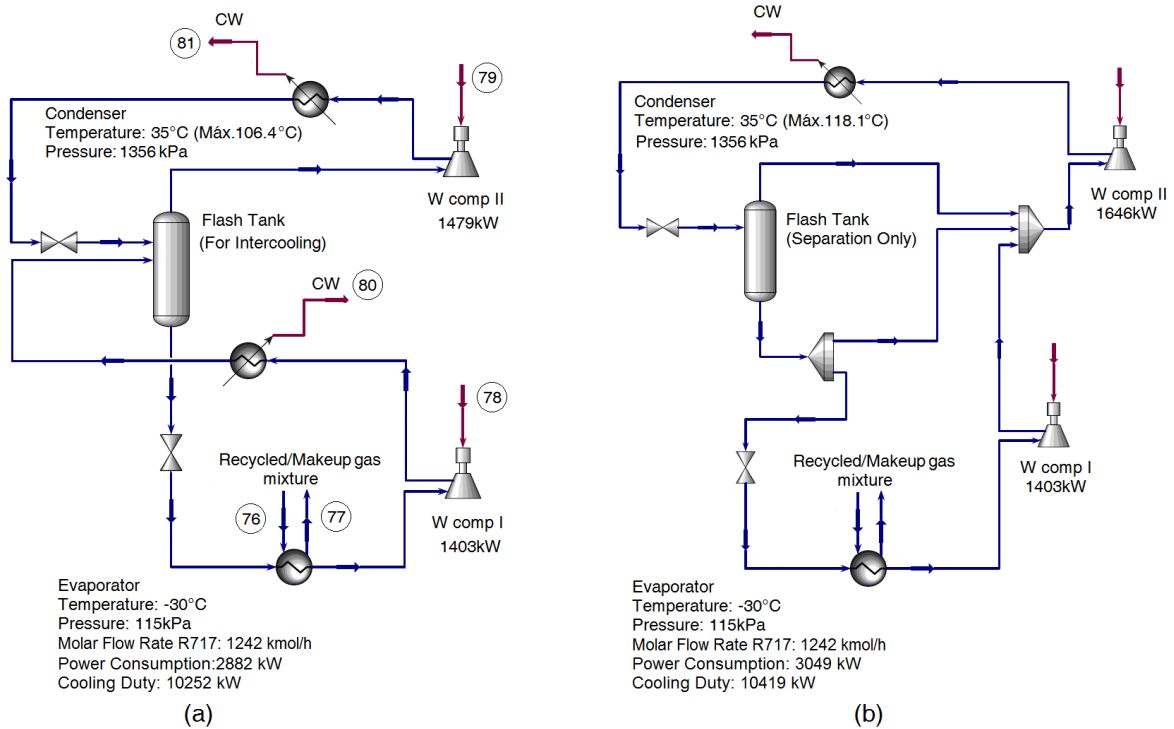 CW
81
79
Condenser
Temperature: 35°C (Máx.106.4°C)
Pressure: 1356 kPa
W comp II
1479kW
Flash Tank
(For Intercooling)
CW
80
78
Recycled/Makeup gas
mixture
76
77
W comp I
1403kW
Evaporator
Temperature: -30°C
Pressure: 115kPa
Molar Flow Rate R717: 1242 kmol/h
Power Consumption:2882 kW
Cooling Duty: 10252 kW
(a)
CW
Condenser
Temperature: 35°C (Máx.118.1°C)
Pressure: 1356 kPa
W comp II
1646kW
Flash Tank
(Separation Only)
Recycled/Makeup gas
mixture
W comp I
1403kW
Evaporator
Temperature: -30°C
Pressure: 115kPa
Molar Flow Rate R717: 1242 kmol/h
Power Consumption: 3049 kW
Cooling Duty: 10419 kW
(b)